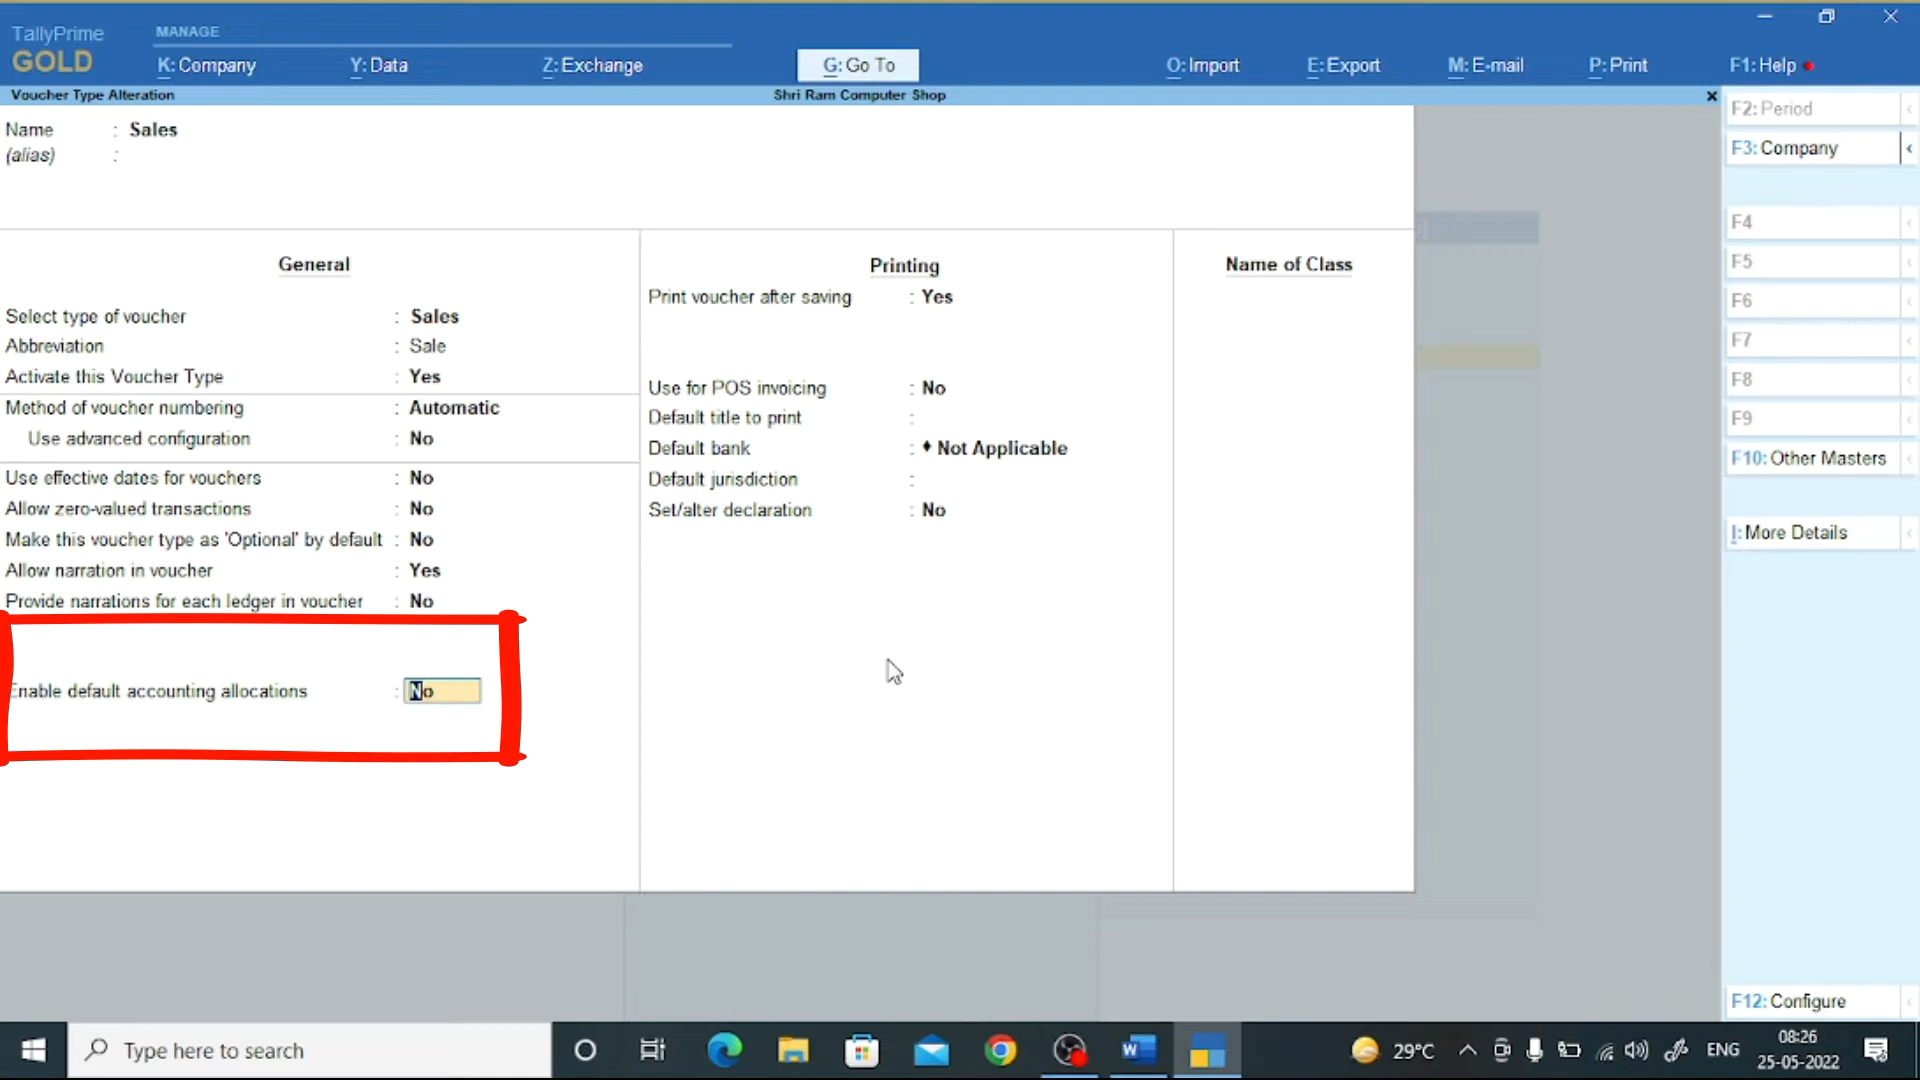 TallyPrime
GOLD
MANAGE
K: Company
Y: Data
Z: Exchange
G: Go To
O: Import
E: Export
M: E-mail
P: Print
F1: Help
Voucher Type Alteration
Shri Ram Computer Shop
Name : Sales
(alias) :
General
Select type of voucher : Sales
Abbreviation : Sale
Activate this Voucher Type : Yes
Method of voucher numbering : Automatic
Use advanced configuration : No
Use effective dates for vouchers : No
Allow zero-valued transactions : No
Make this voucher type as 'Optional' by default : No
Allow narration in voucher : Yes
Provide narrations for each ledger in voucher : No
Enable default accounting allocations : No
Printing
Print voucher after saving : Yes
Use for POS invoicing : No
Default title to print :
Default bank : ♦ Not Applicable
Default jurisdiction :
Set/alter declaration : No
Name of Class
F2: Period
F3: Company
F4
F5
F6
F7
F8
F9
F10: Other Masters
I: More Details
F12: Configure
Type here to search
29°C
ENG
08:26
25-05-2022